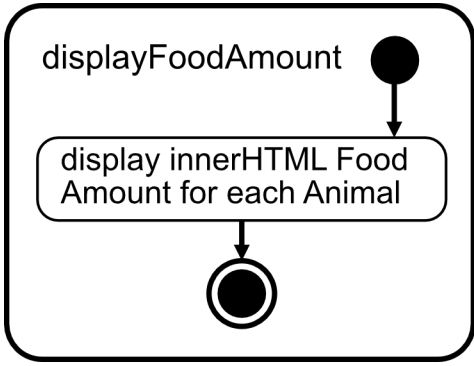 displayFoodAmount
display innerHTML Food
Amount for each Animal